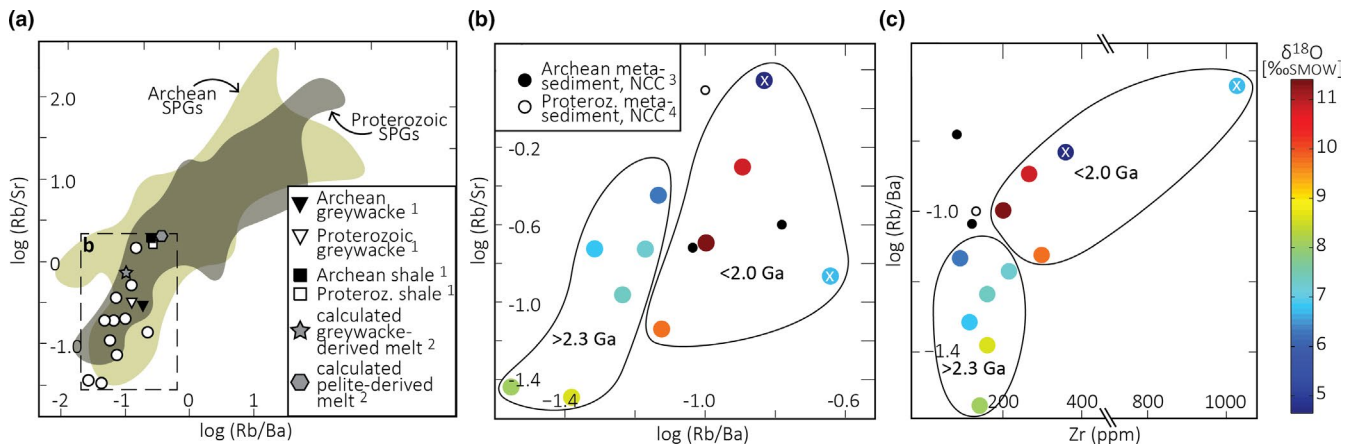 (a)
2.0
1.0
0
-1.0
log (Rb/Sr)
Archean
SPGs
Proterozoic
SPGs
b
Archean
greywacke 1
Proterozoic
greywacke 1
Archean shale 1
Proteroz. shale 1
calculated
greywacke-
derived melt 2
calculated
pelite-derived
melt 2
-2 -1 0 1
log (Rb/Ba)
(b)
Archean meta-
sediment, NCC 3
Proteroz. meta-
sediment, NCC 4
-0.2
-0.6
-1.0
-1.4
log (Rb/Sr)
X
X
<2.0 Ga
>2.3 Ga
-1.4 -1.0 -0.6
log (Rb/Ba)
(c)
X
X
<2.0 Ga
-1.0
-1.4
log (Rb/Ba)
>2.3 Ga
200 400 800 1000
Zr (ppm)
δ18O
[‰SMOW]
11
10
9
8
7
6
5